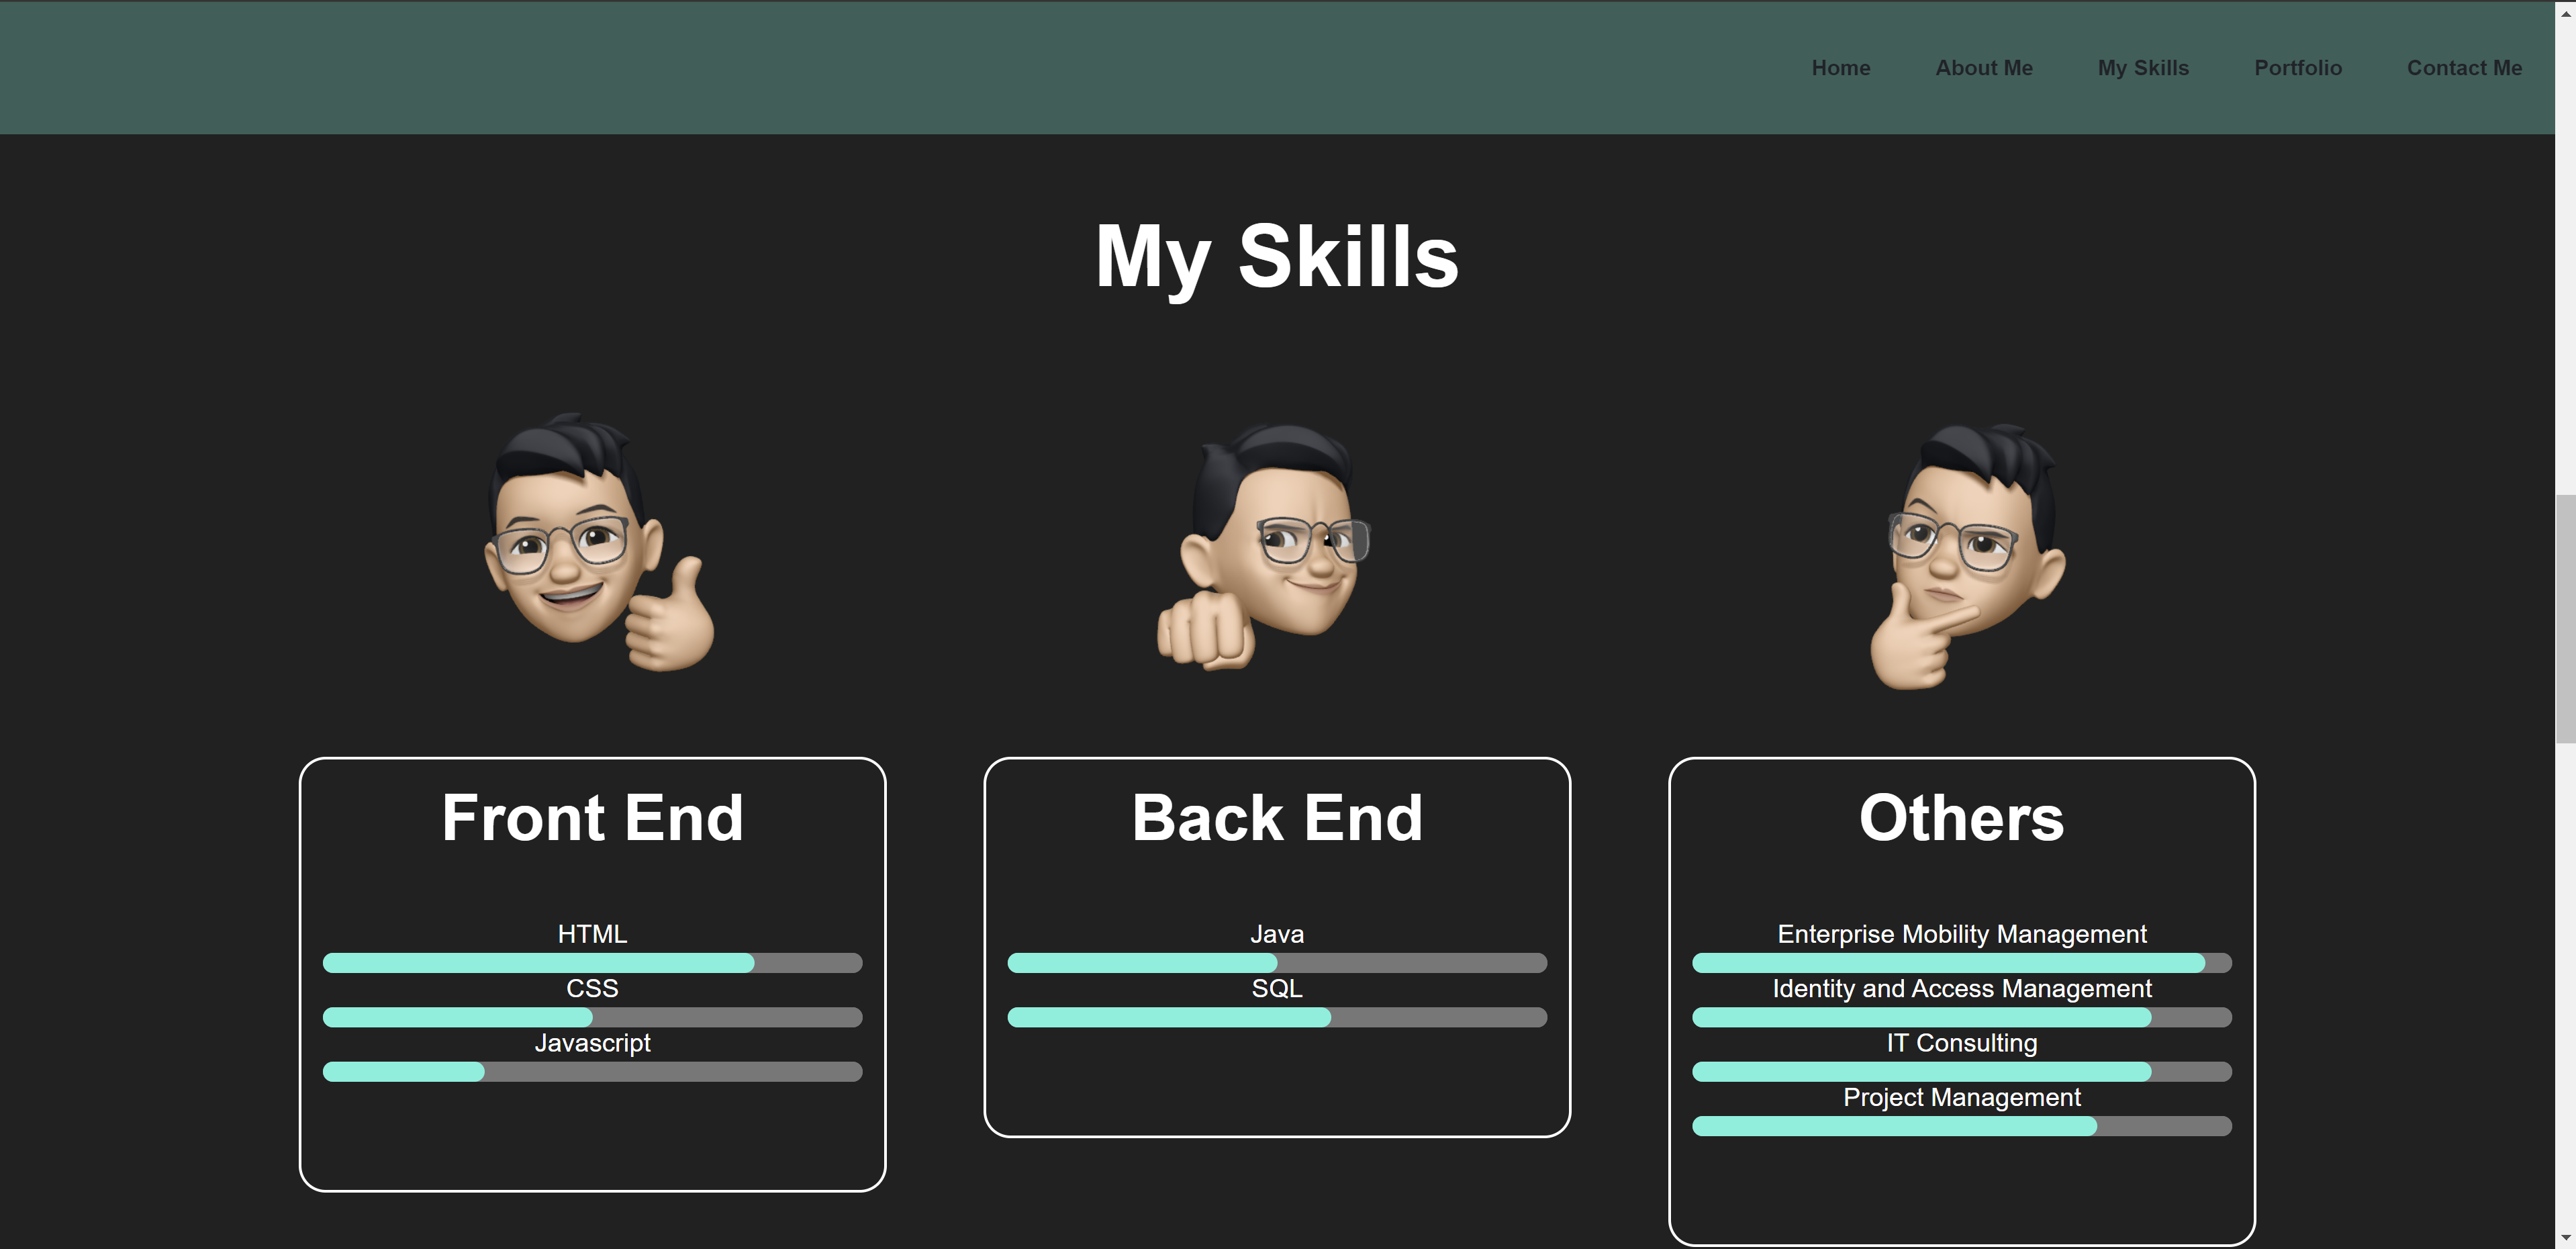 Home About Me My Skills Portfolio Contact Me
My Skills
Front End
HTML
CSS
Javascript
Back End
Java
SQL
Others
Enterprise Mobility Management
Identity and Access Management
IT Consulting
Project Management